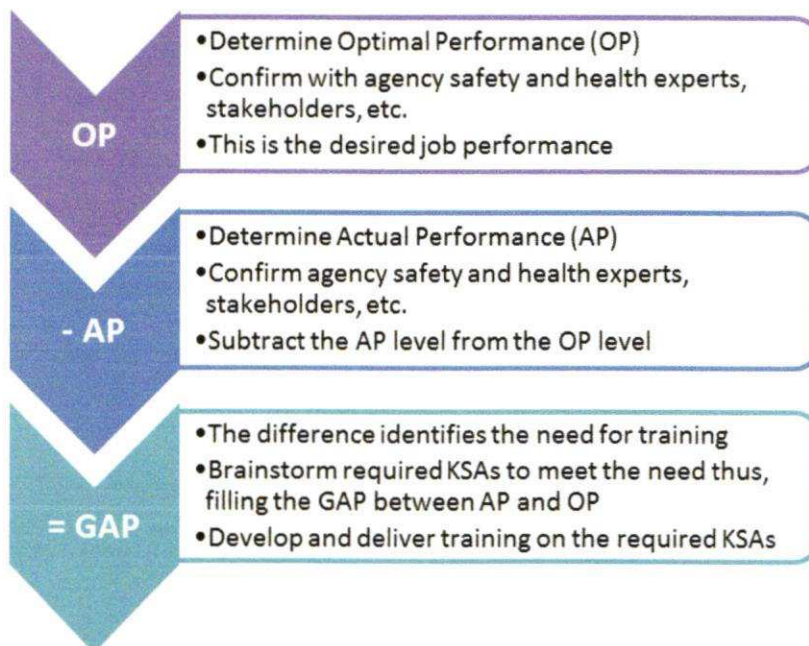 OP
•Determine Optimal Performance (OP)
•Confirm with agency safety and health experts,
stakeholders, etc.
•This is the desired job performance
- AP
•Determine Actual Performance (AP)
•Confirm agency safety and health experts,
stakeholders, etc.
•Subtract the AP level from the OP level
= GAP
•The difference identifies the need for training
•Brainstorm required KSAs to meet the need thus,
filling the GAP between AP and OP
•Develop and deliver training on the required KSAs